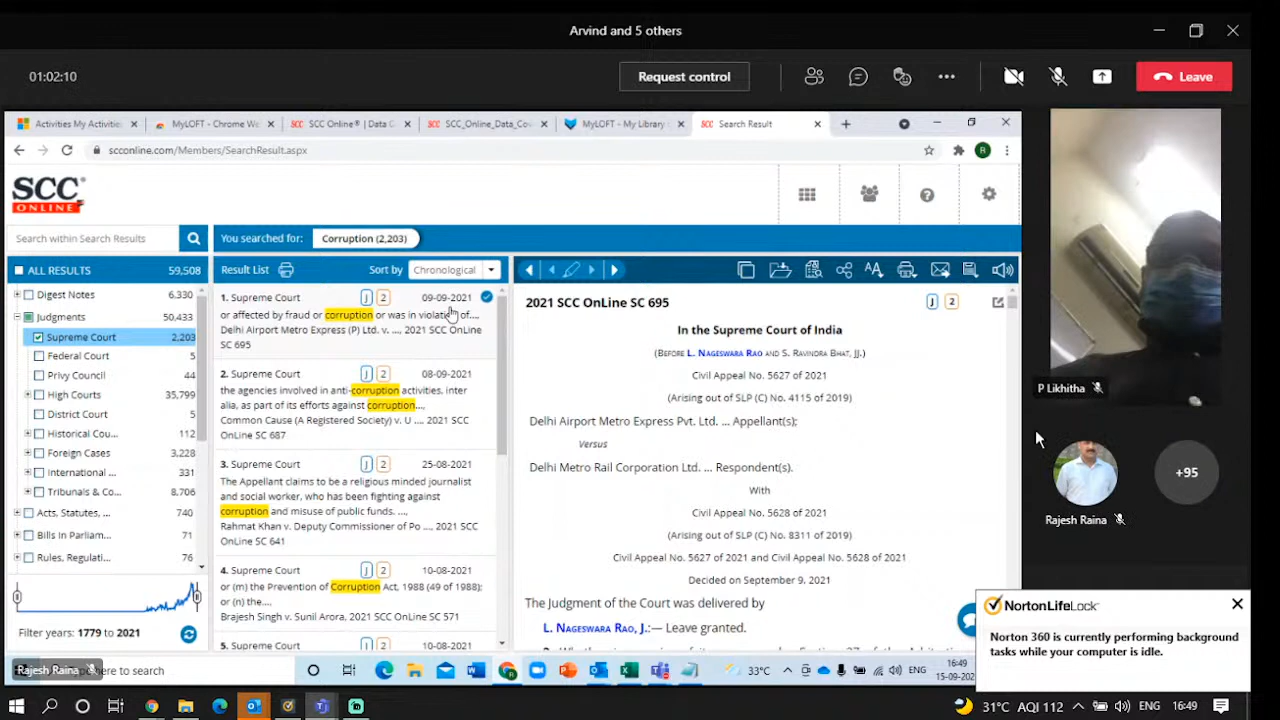 Arvind and 5 others
01:02:10
Request control
Leave
Activities My Activitie
MyLOFT - Chrome We
SCC Online® | Data G
SCC_Online_Data_Cov
MyLOFT - My Library
Search Result
scconline.com/Members/SearchResult.aspx
SCC
ONLINE
Search within Search Results
You searched for:
Corruption (2,203)
ALL RESULTS 59,508
Digest Notes 6,330
Judgments 50,433
Supreme Court 2,203
Federal Court 5
Privy Council 44
High Courts 35,799
District Court 5
Historical Cou... 112
Foreign Cases 3,228
International ... 331
Tribunals & Co... 8,706
Acts, Statutes, ... 740
Bills In Parliam... 71
Rules, Regulati... 76
Filter years: 1779 to 2021
Result List
Sort by Chronological
1. Supreme Court J 2 09-09-2021
or affected by fraud or corruption or was in violation of....
Delhi Airport Metro Express (P) Ltd. v. ..., 2021 SCC OnLine
SC 695
2. Supreme Court J 2 08-09-2021
the agencies involved in anti-corruption activities, inter
alia, as part of its efforts against corruption...,
Common Cause (A Registered Society) v. U ..., 2021 SCC
OnLine SC 687
3. Supreme Court J 2 25-08-2021
The Appellant claims to be a religious minded journalist
and social worker, who has been fighting against
corruption and misuse of public funds. ...,
Rahmat Khan v. Deputy Commissioner of Po ..., 2021 SCC
OnLine SC 641
4. Supreme Court J 2 10-08-2021
or (m) the Prevention of Corruption Act, 1988 (49 of 1988);
or (n) the....
Brajesh Singh v. Sunil Arora, 2021 SCC OnLine SC 571
5. Supreme Court J 2 10-08-2021
2021 SCC OnLine SC 695 J 2
In the Supreme Court of India
(BEFORE L. NAGESWARA RAO AND S. RAVINDRA BHAT, JJ.)
Civil Appeal No. 5627 of 2021
(Arising out of SLP (C) No. 4115 of 2019)
Delhi Airport Metro Express Pvt. Ltd. ... Appellant(s);
Versus
Delhi Metro Rail Corporation Ltd. ... Respondent(s).
With
Civil Appeal No. 5628 of 2021
(Arising out of SLP (C) No. 8311 of 2019)
Civil Appeal No. 5627 of 2021 and Civil Appeal No. 5628 of 2021
Decided on September 9, 2021
The Judgment of the Court was delivered by
L. NAGESWARA RAO, J.:— Leave granted.
P Likhitha
+95
Rajesh Raina
NortonLifeLock
Norton 360 is currently performing background
tasks while your computer is idle.
Rajesh Raina
here to search
33°C
ENG
16:49
15-09-202
31°C AQI 112
ENG
16:49